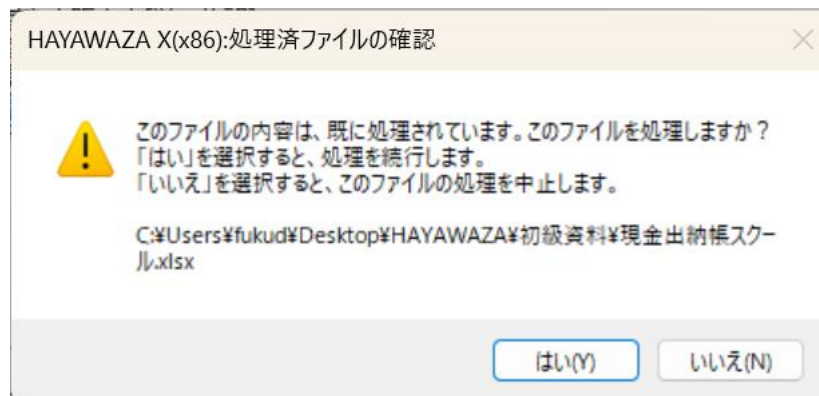 HAYAWAZA X(x86):処理済ファイルの確認
このファイルの内容は、既に処理されています。このファイルを処理しますか？
「はい」を選択すると、処理を続行します。
「いいえ」を選択すると、このファイルの処理を中止します。
C:¥Users¥fukud¥Desktop¥HAYAWAZA¥初級資料¥現金出納帳スクー
ル.xlsx
はい(Y)
いいえ(N)